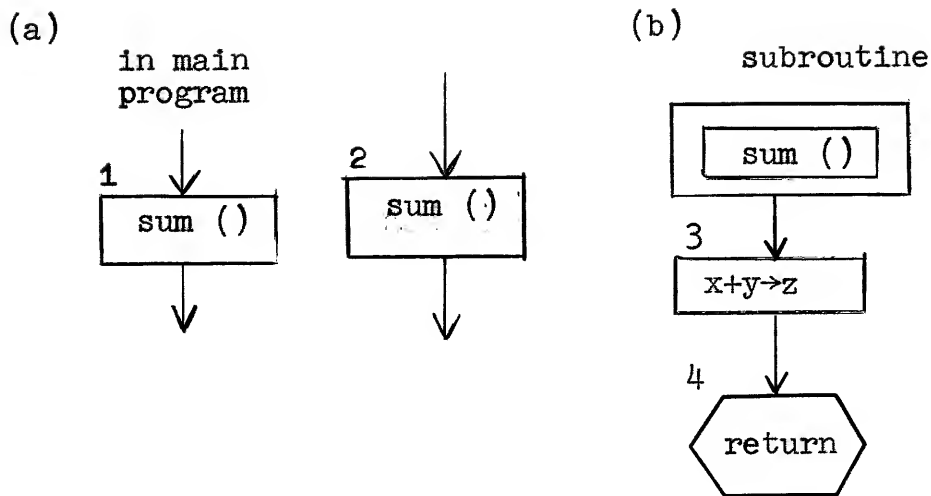 (a)
in main
program
1
sum ()
2
sum ()
(b)
subroutine
sum ()
3
x+y→z
4
return